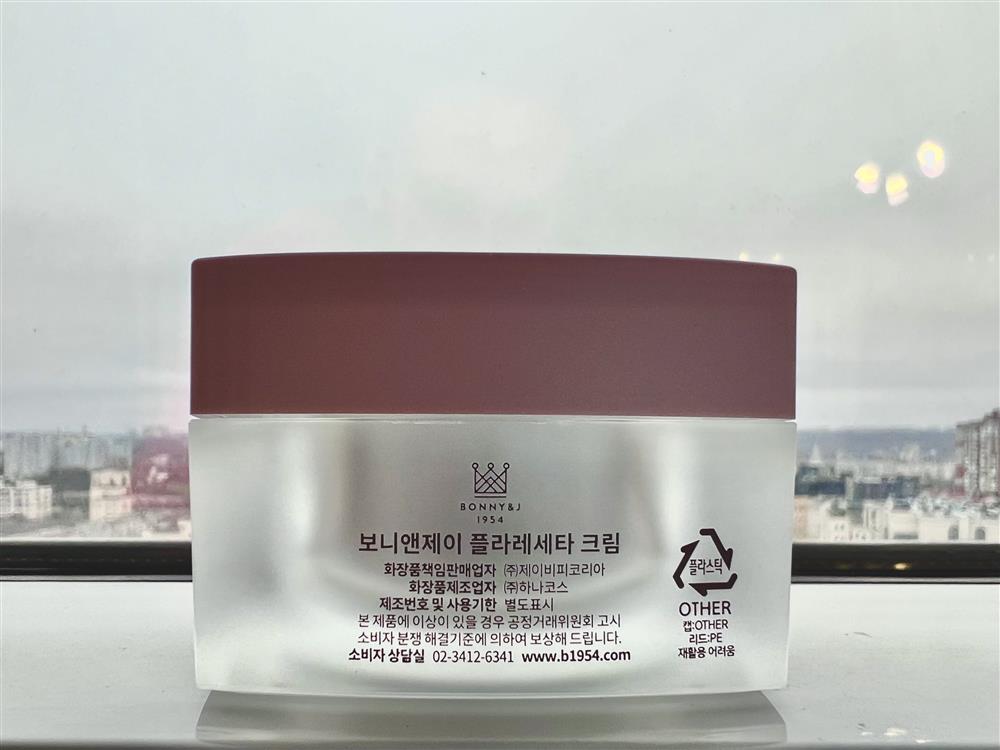 BONNY&J
1954
보니앤제이 플라레세타 크림
화장품책임판매업자 ㈜제이비피코리아
화장품제조업자 ㈜하나코스
제조번호 및 사용기한 별도표시
본 제품에 이상이 있을 경우 공정거래위원회 고시
소비자 분쟁 해결기준에 의하여 보상해 드립니다.
소비자 상담실 02-3412-6341 www.b1954.com
플라스틱
OTHER
캡:OTHER
리드:PE
재활용 어려움